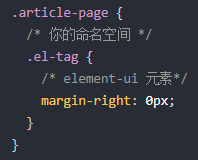 .article-page {
/* 你的命名空间 */
.el-tag {
/* element-ui 元素*/
margin-right: 0px;
}
}